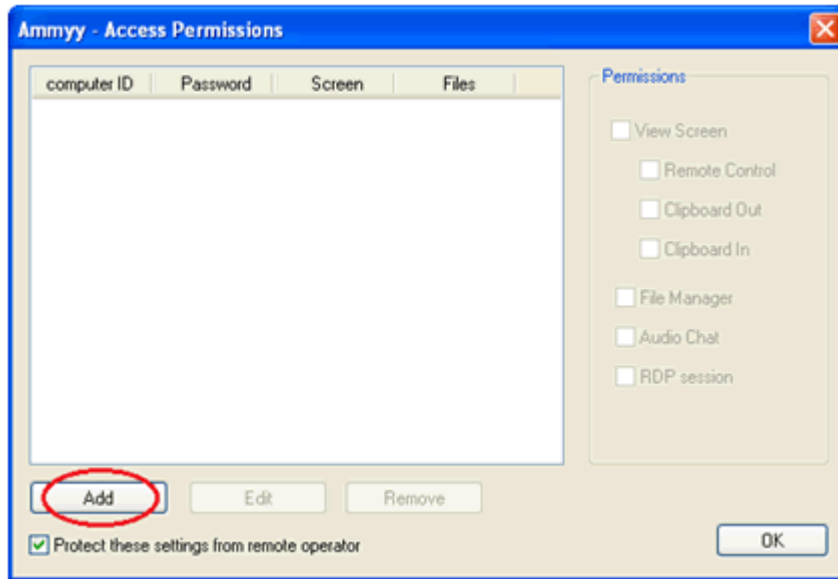 Ammyy - Access Permissions
computer ID Password Screen Files
Permissions
View Screen
Remote Control
Clipboard Out
Clipboard In
File Manager
Audio Chat
RDP session
Add Edit Remove
Protect these settings from remote operator
OK